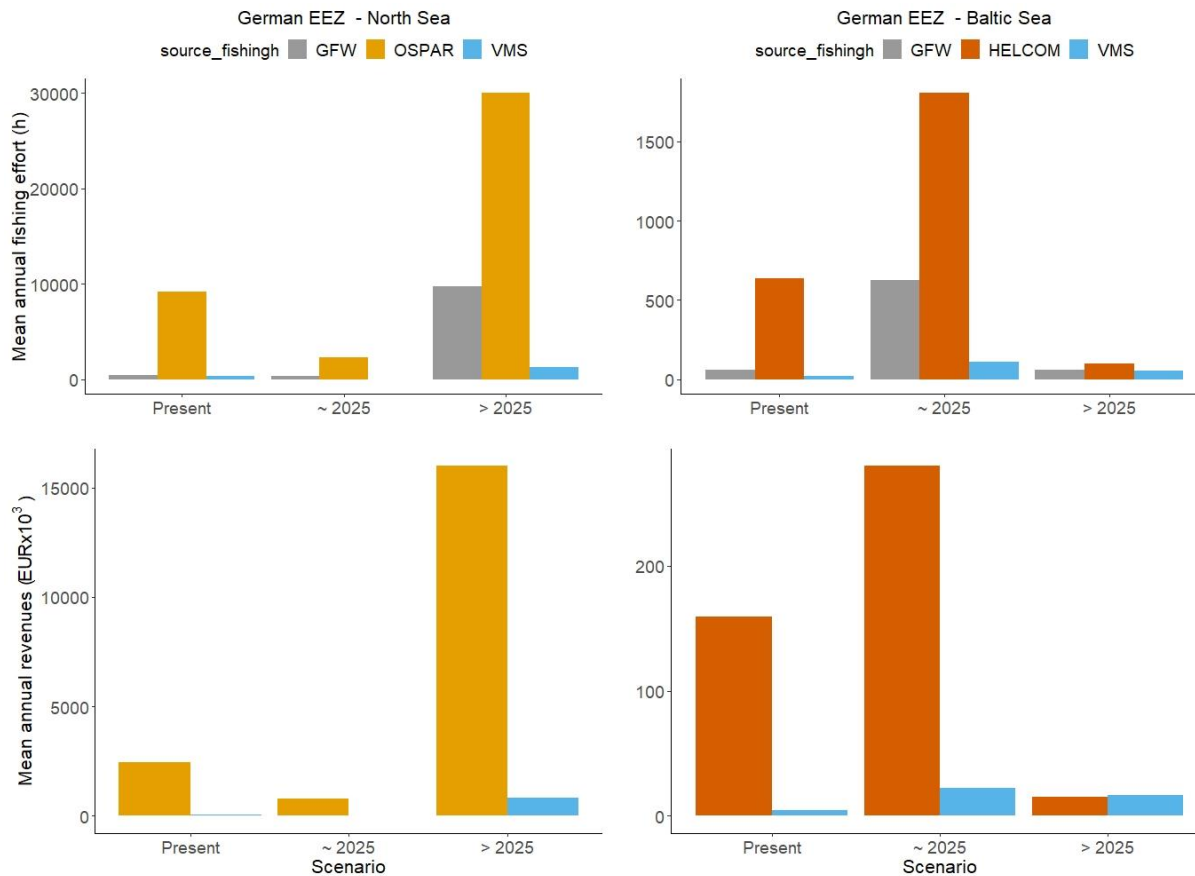 German EEZ - North Sea
source_fishingh GFW OSPAR VMS
Mean annual fishing effort (h)
30000
20000
10000
0
Present ~ 2025 > 2025
German EEZ - Baltic Sea
source_fishingh GFW HELCOM VMS
1500
1000
500
0
Present ~ 2025 > 2025
Mean annual revenues (EURx10³ )
15000
10000
5000
0
Present ~ 2025 > 2025
Scenario
200
100
0
Present ~ 2025 > 2025
Scenario